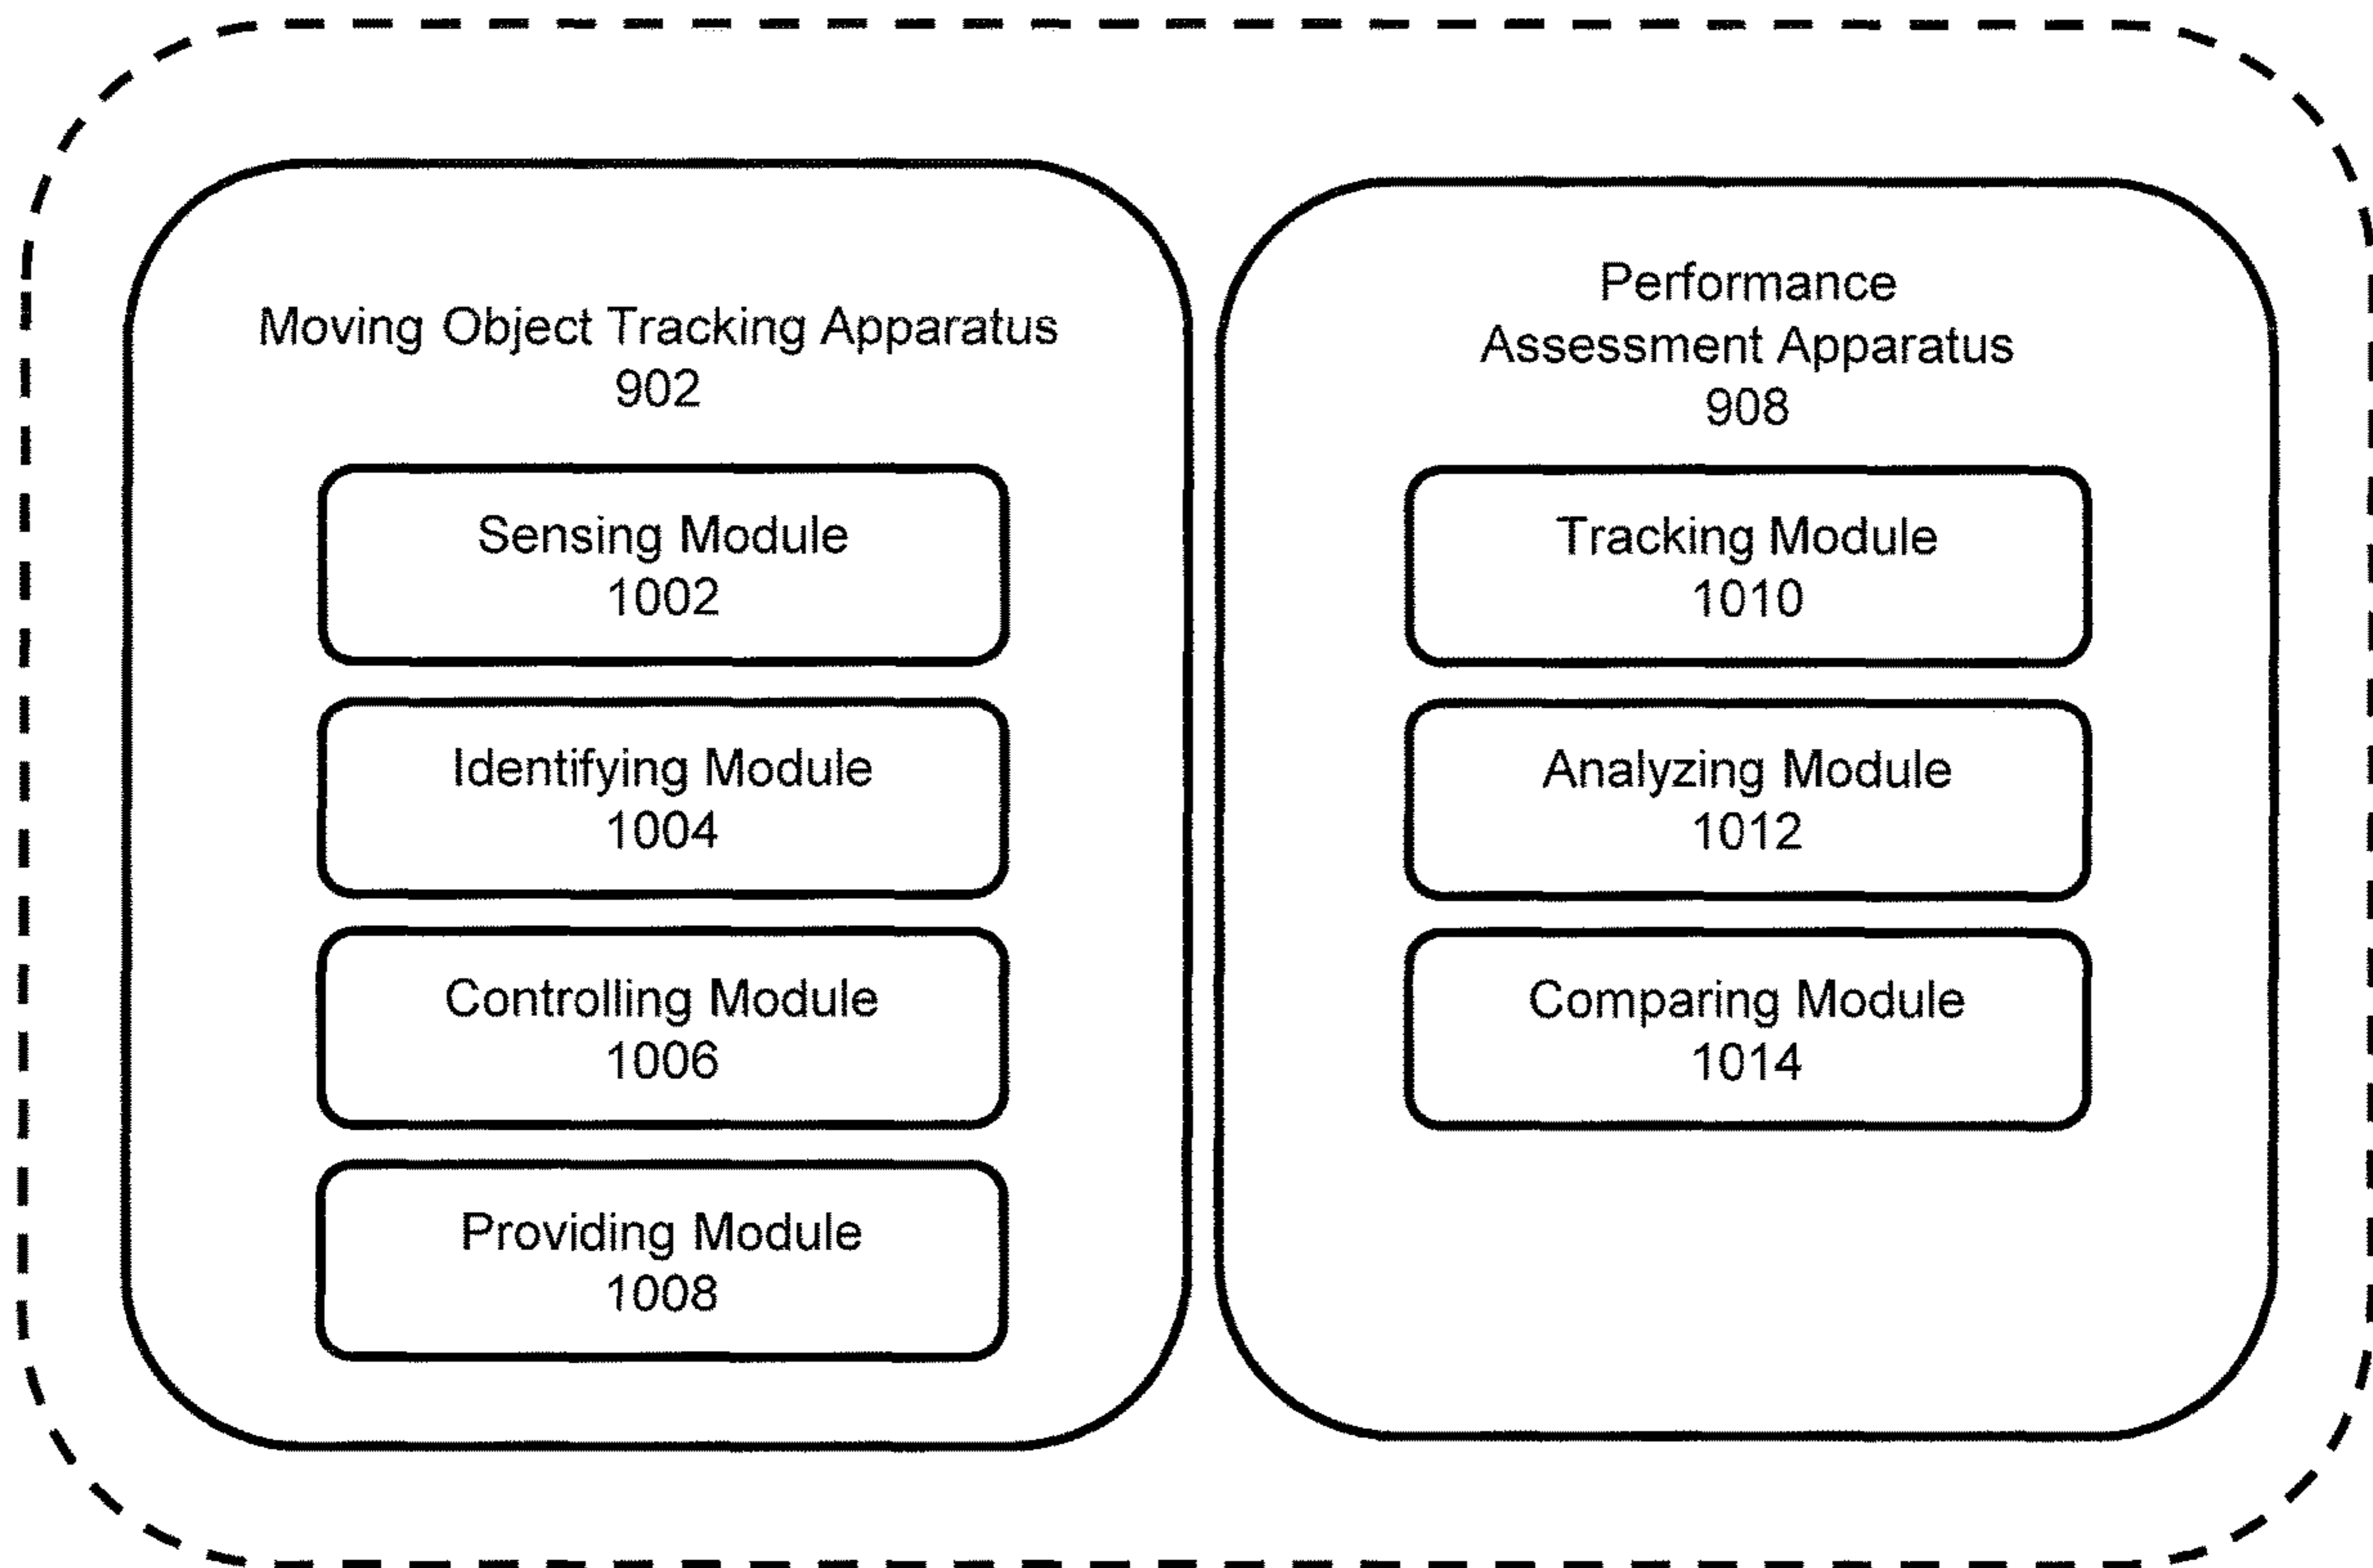 Moving Object Tracking Apparatus
902
Sensing Module
1002
Identifying Module
1004
Controlling Module
1006
Providing Module
1008
Performance
Assessment Apparatus
908
Tracking Module
1010
Analyzing Module
1012
Comparing Module
1014